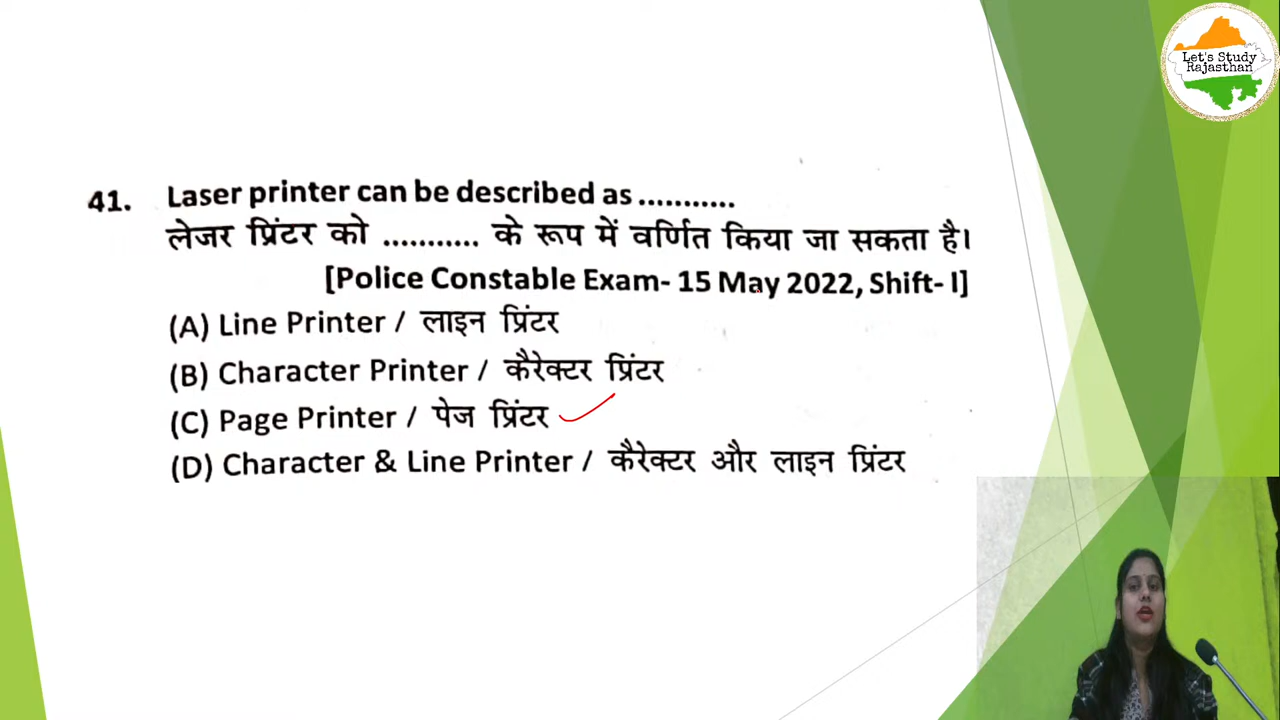 Let's Study
Rajasthan
41. Laser printer can be described as ...........
लेजर प्रिंटर को ........... के रूप में वर्णित किया जा सकता है।
[Police Constable Exam- 15 May 2022, Shift- I]
(A) Line Printer / लाइन प्रिंटर
(B) Character Printer / कैरेक्टर प्रिंटर
(C) Page Printer / पेज प्रिंटर
(D) Character & Line Printer / कैरेक्टर और लाइन प्रिंटर